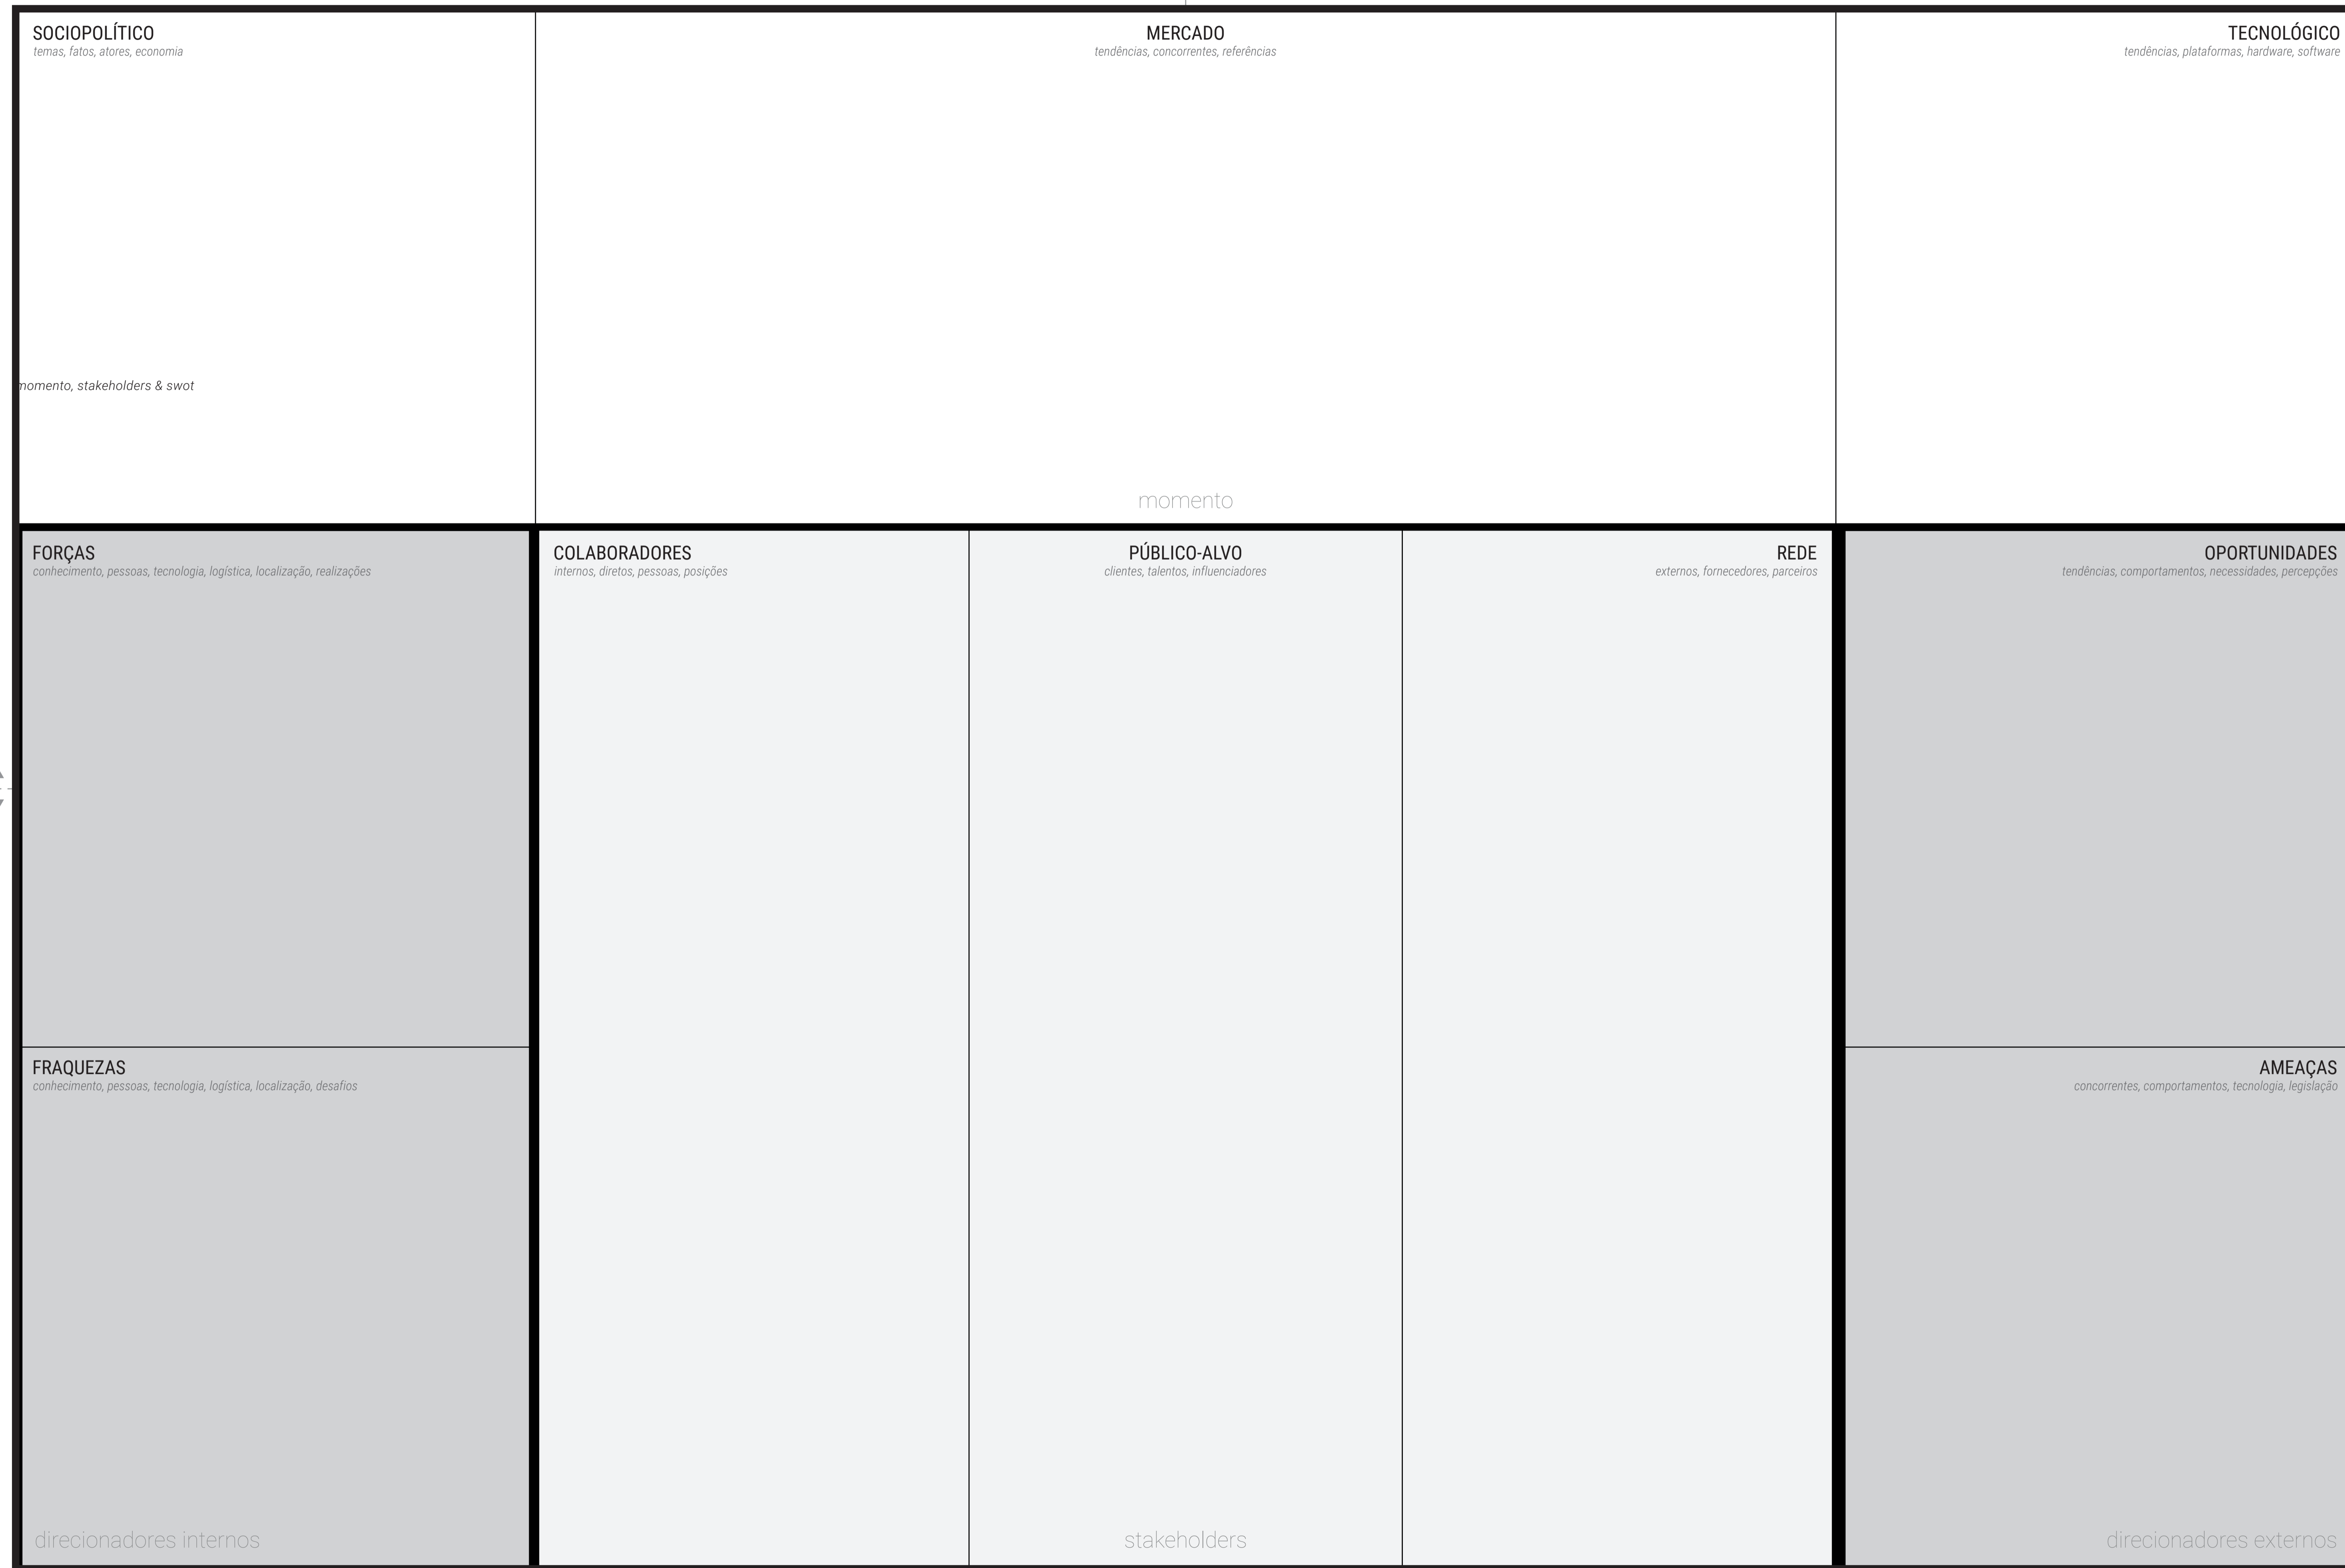 SOCIOPOLÍTICO
temas, fatos, atores, economia
MERCADO
tendências, concorrentes, referências
TECNOLÓGICO
tendências, plataformas, hardware, software
momento, stakeholders & swot
momento
FORÇAS
conhecimento, pessoas, tecnologia, logística, localização, realizações
COLABORADORES
internos, diretos, pessoas, posições
PÚBLICO-ALVO
clientes, talentos, influenciadores
REDE
externos, fornecedores, parceiros
OPORTUNIDADES
tendências, comportamentos, necessidades, percepções
FRAQUEZAS
conhecimento, pessoas, tecnologia, logística, localização, desafios
AMEAÇAS
concorrentes, comportamentos, tecnologia, legislação
direcionadores internos
stakeholders
direcionadores externos